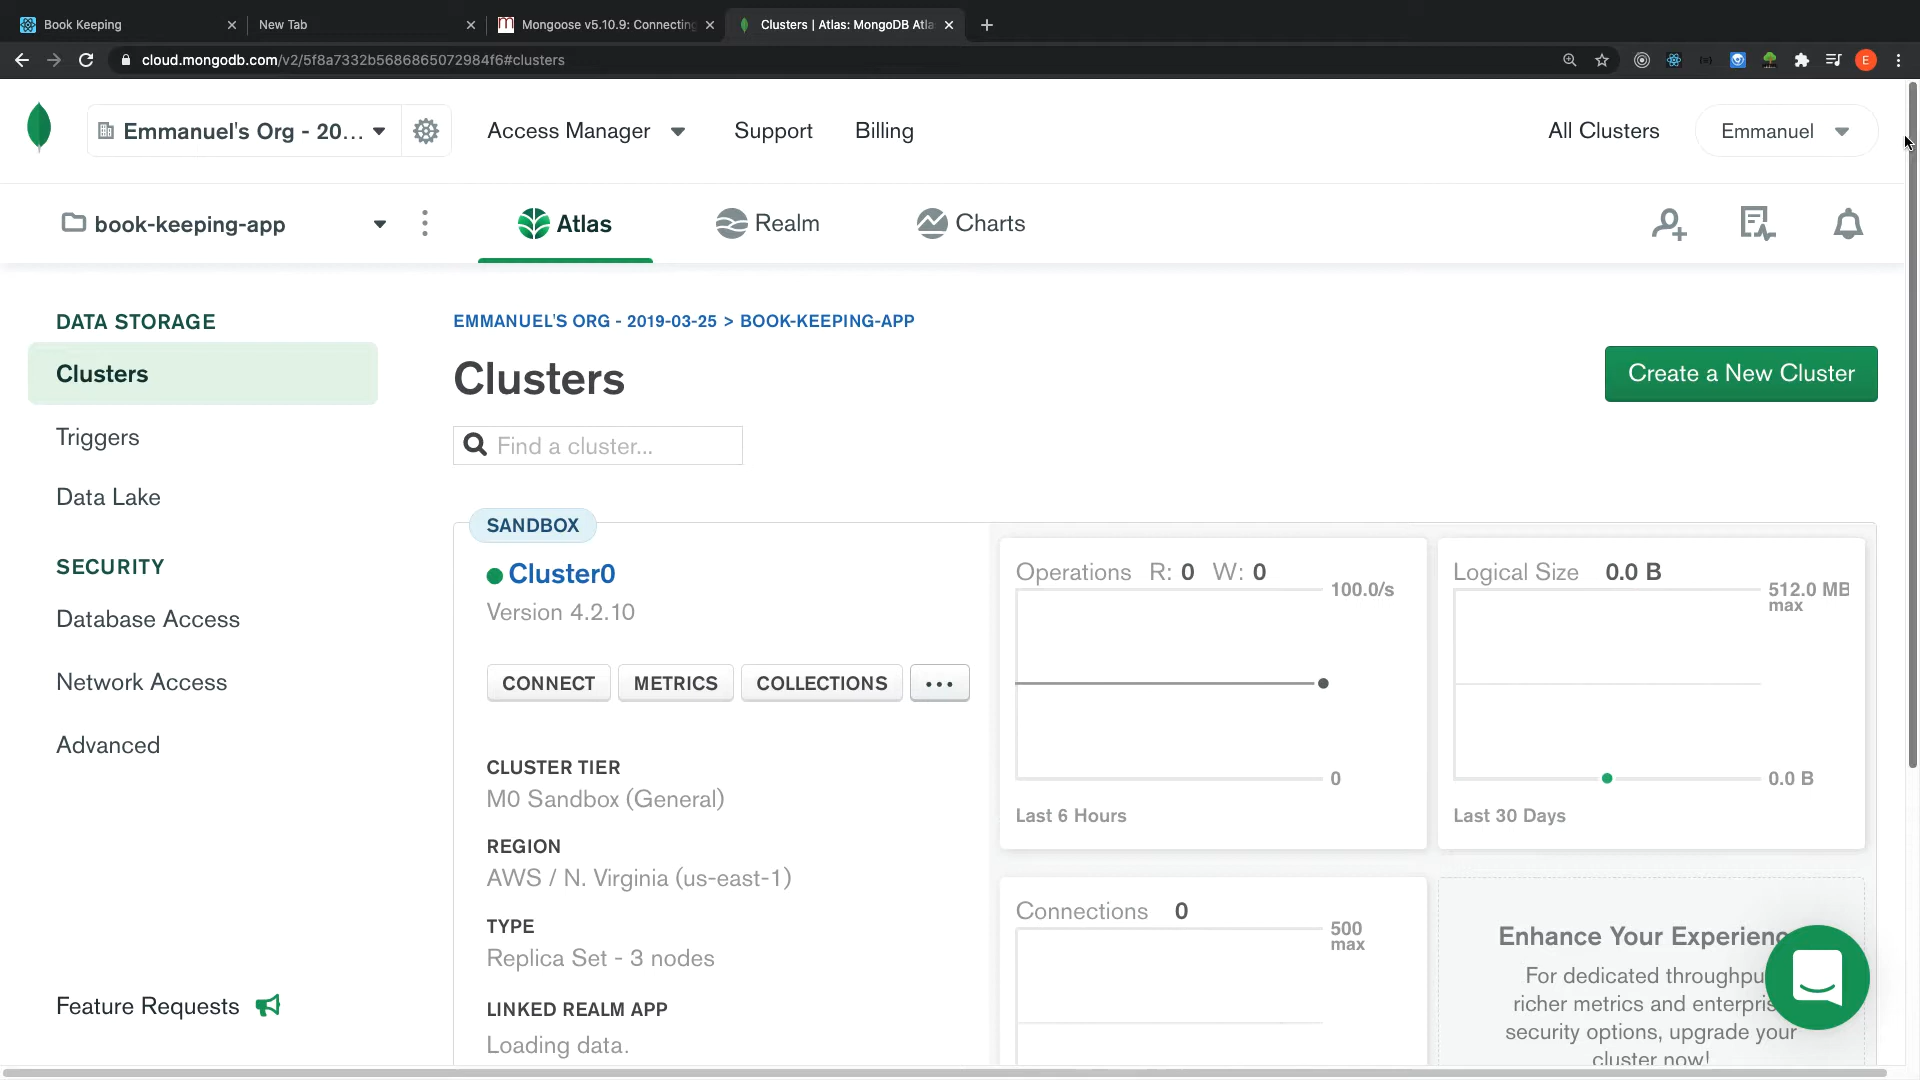 Book Keeping
New Tab
Mongoose v5.10.9: Connecting
Clusters | Atlas: MongoDB Atla
cloud.mongodb.com/v2/5f8a7332b5686865072984f6#clusters
E
Emmanuel's Org - 20...
Access Manager
Support
Billing
All Clusters
Emmanuel
book-keeping-app
Atlas
Realm
Charts
DATA STORAGE
Clusters
Triggers
Data Lake
SECURITY
Database Access
Network Access
Advanced
Feature Requests
EMMANUEL'S ORG - 2019-03-25 > BOOK-KEEPING-APP
Clusters
Create a New Cluster
Find a cluster...
SANDBOX
Cluster0
Version 4.2.10
CONNECT
METRICS
COLLECTIONS
...
CLUSTER TIER
M0 Sandbox (General)
REGION
AWS / N. Virginia (us-east-1)
TYPE
Replica Set - 3 nodes
LINKED REALM APP
Loading data.
Operations R: 0 W: 0
100.0/s
0
Last 6 Hours
Logical Size 0.0 B
512.0 MB
max
0.0 B
Last 30 Days
Connections 0
500
max
Enhance Your Experienc
For dedicated throughpu
richer metrics and enterpris
security options, upgrade your
cluster now!